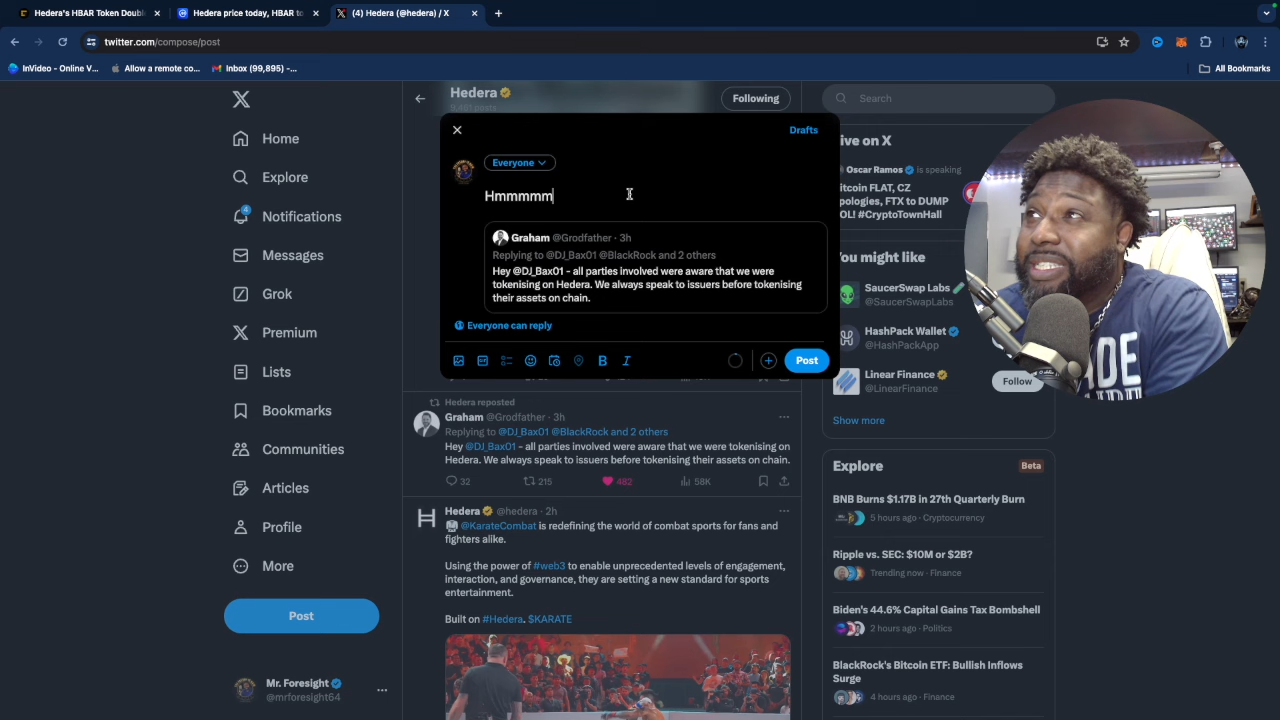 Hedera's HBAR Token Doub
Hedera price today, HBAR to
(4) Hedera (@hedera) / X
twitter.com/compose/post
InVideo - Online V...
Allow a remote co...
Inbox (99,895) -...
All Bookmarks
Home
Explore
4
Notifications
Messages
Grok
Premium
Lists
Bookmarks
Communities
Articles
Profile
More
Post
Mr. Foresight
@mrforesight64
Hedera
Following
Drafts
Everyone
Hmmmmm
Graham @Grodfather · 3h
Replying to @DJ_Bax01 @BlackRock and 2 others
Hey @DJ_Bax01 - all parties involved were aware that we were
tokenising on Hedera. We always speak to issuers before tokenising
their assets on chain.
Everyone can reply
B
I
Post
Hedera reposted
Graham @Grodfather · 3h
Replying to @DJ_Bax01 @BlackRock and 2 others
Hey @DJ_Bax01 - all parties involved were aware that we were tokenising on
Hedera. We always speak to issuers before tokenising their assets on chain.
32
215
482
58K
Hedera @hedera · 2h
@KarateCombat is redefining the world of combat sports for fans and
fighters alike.
Using the power of #web3 to enable unprecedented levels of engagement,
interaction, and governance, they are setting a new standard for sports
entertainment.
Built on #Hedera. $KARATE
Search
ive on X
Oscar Ramos is speaking
itcoin FLAT, CZ
pologies, FTX to DUMP
OL! #CryptoTownHall
You might like
SaucerSwap Labs
@SaucerSwapLabs
HashPack Wallet
@HashPackApp
Linear Finance
@LinearFinance
Follow
Show more
Explore
Beta
BNB Burns $1.17B in 27th Quarterly Burn
5 hours ago · Cryptocurrency
Ripple vs. SEC: $10M or $2B?
Trending now · Finance
Biden's 44.6% Capital Gains Tax Bombshell
2 hours ago · Politics
BlackRock's Bitcoin ETF: Bullish Inflows
Surge
4 hours ago · Finance